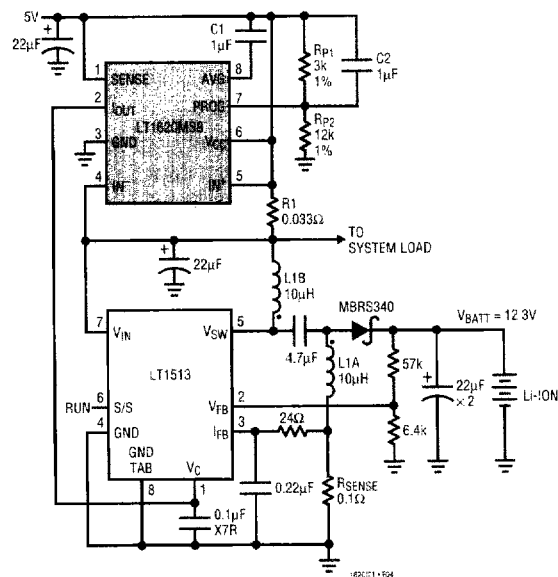 5V
22µF
C1
1µF
RP1
3k
1%
C2
1µF
1
SENSE
AVG
8
2
IOUT
PROG
7
LT1620MS8
RP2
12k
1%
3
GND
VCC
6
4
IN−
IN+
5
R1
0.033Ω
TO
SYSTEM LOAD
22µF
L1B
10µH
MBRS340
VBATT = 12.3V
7
VIN
VSW
5
4.7µF
L1A
10µH
57k
22µF
×2
Li-ION
LT1513
RUN
6
S/S
VFB
2
4
GND
IFB
3
24Ω
6.4k
GND
TAB
VC
8
1
0.1µF
X7R
0.22µF
RSENSE
0.1Ω